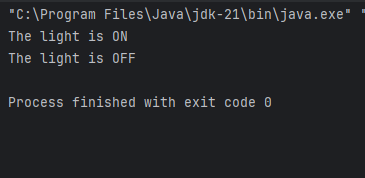 "C:\Program Files\Java\jdk-21\bin\java.exe" "
The light is ON
The light is OFF
Process finished with exit code 0